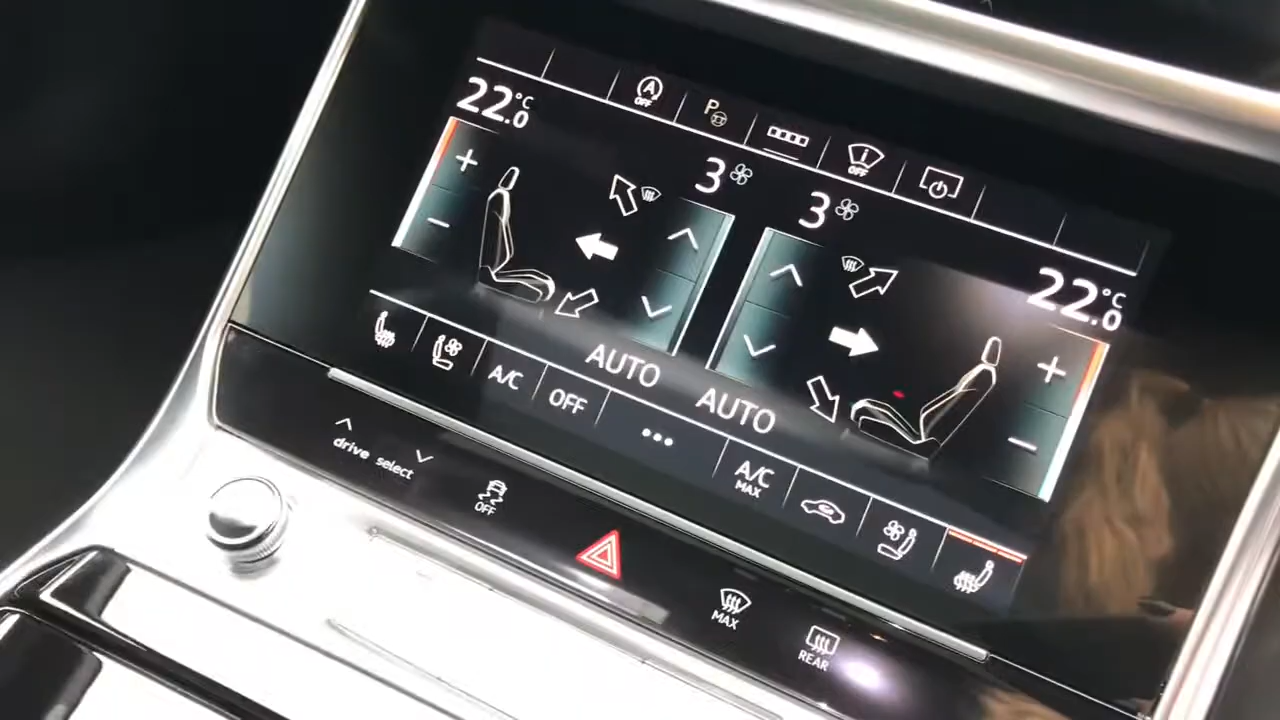 A
OFF
P
i
OFF
22.0 °C
3
3
22.0 °C
+
−
+
−
AUTO
AUTO
A/C
OFF
•••
A/C
MAX
drive select
OFF
MAX
REAR